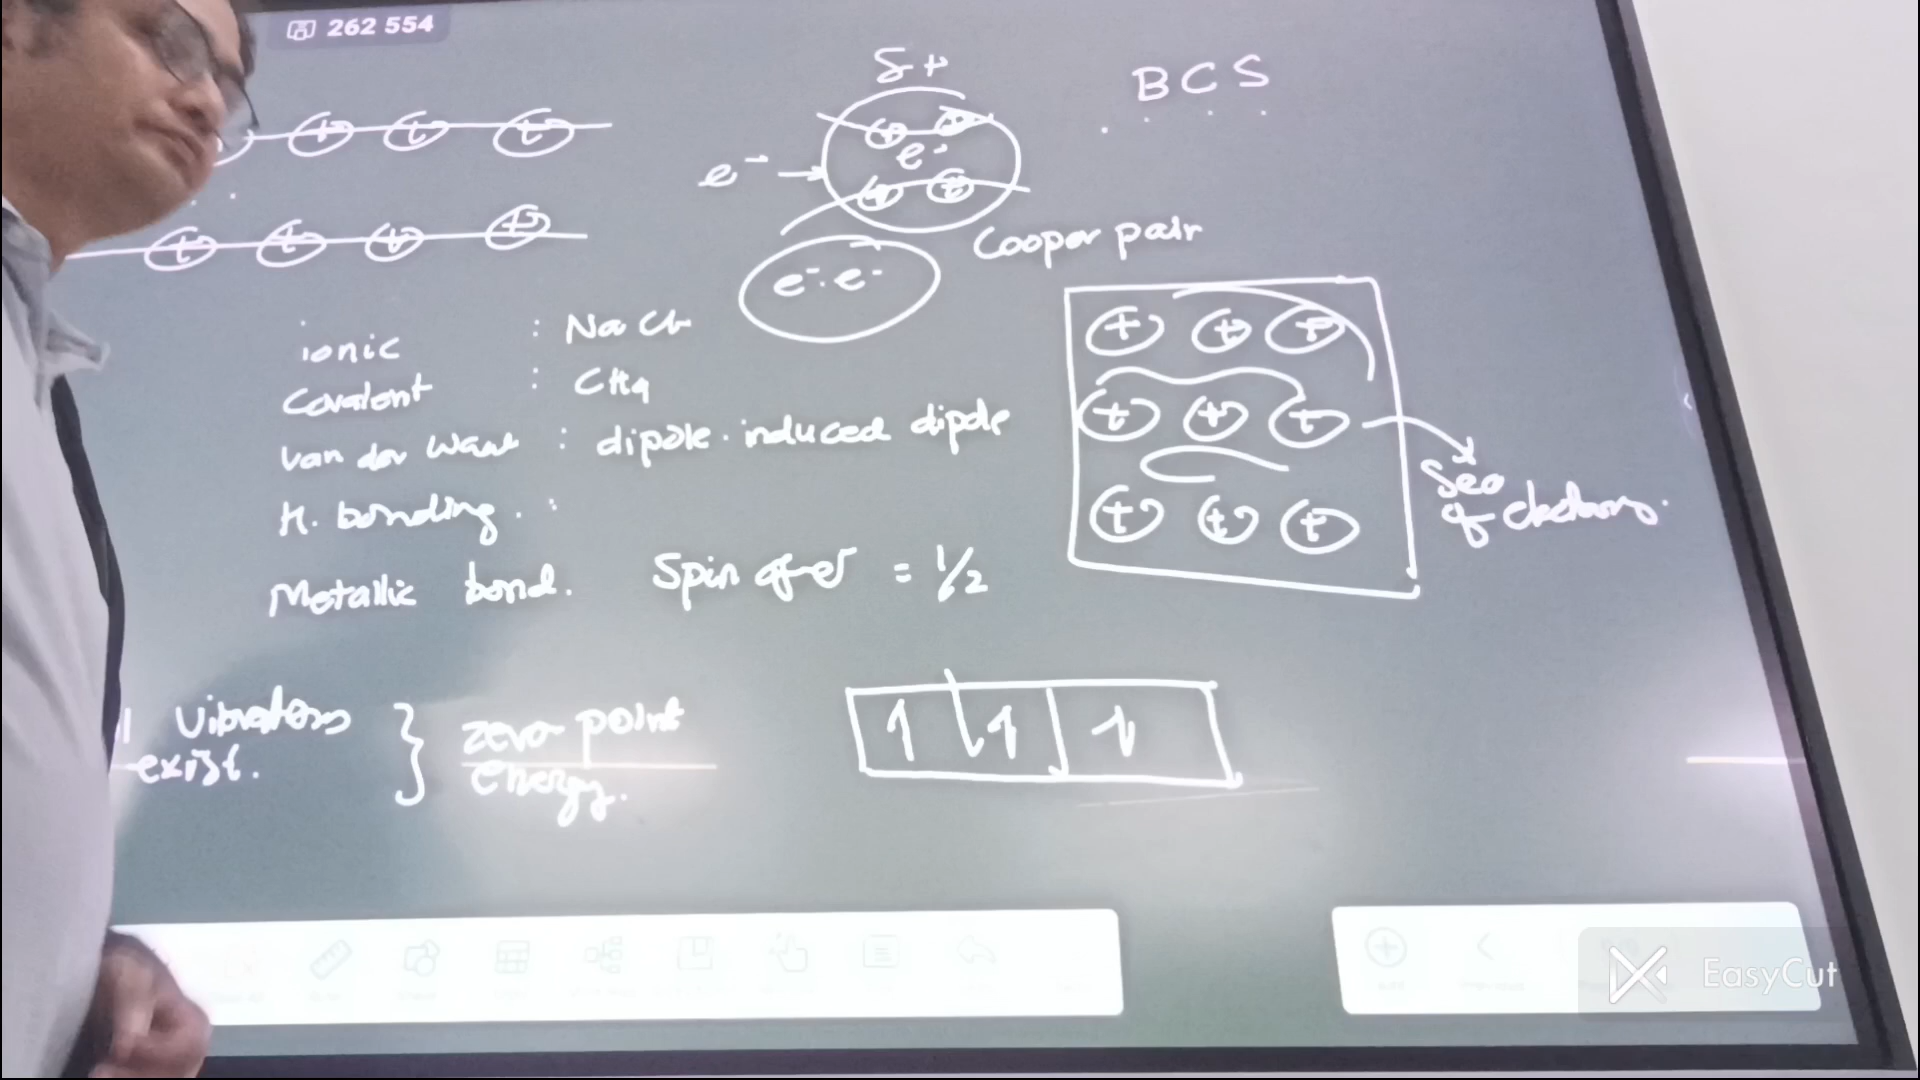 262 554
δ+
BCS
e⁻ →
e⁻
+ + + +
+ + + +
Cooper pair
e⁻ · e⁻
ionic : NaCl
Covalent : CH4
van der Waal : dipole · induced dipole
H. bonding :
Metallic bond.
Spin of e⁻ = 1/2
+ + +
+ + +
+ + +
Sea
of electrons.
vibrations
exist.
} zero point
energy.
EasyCut